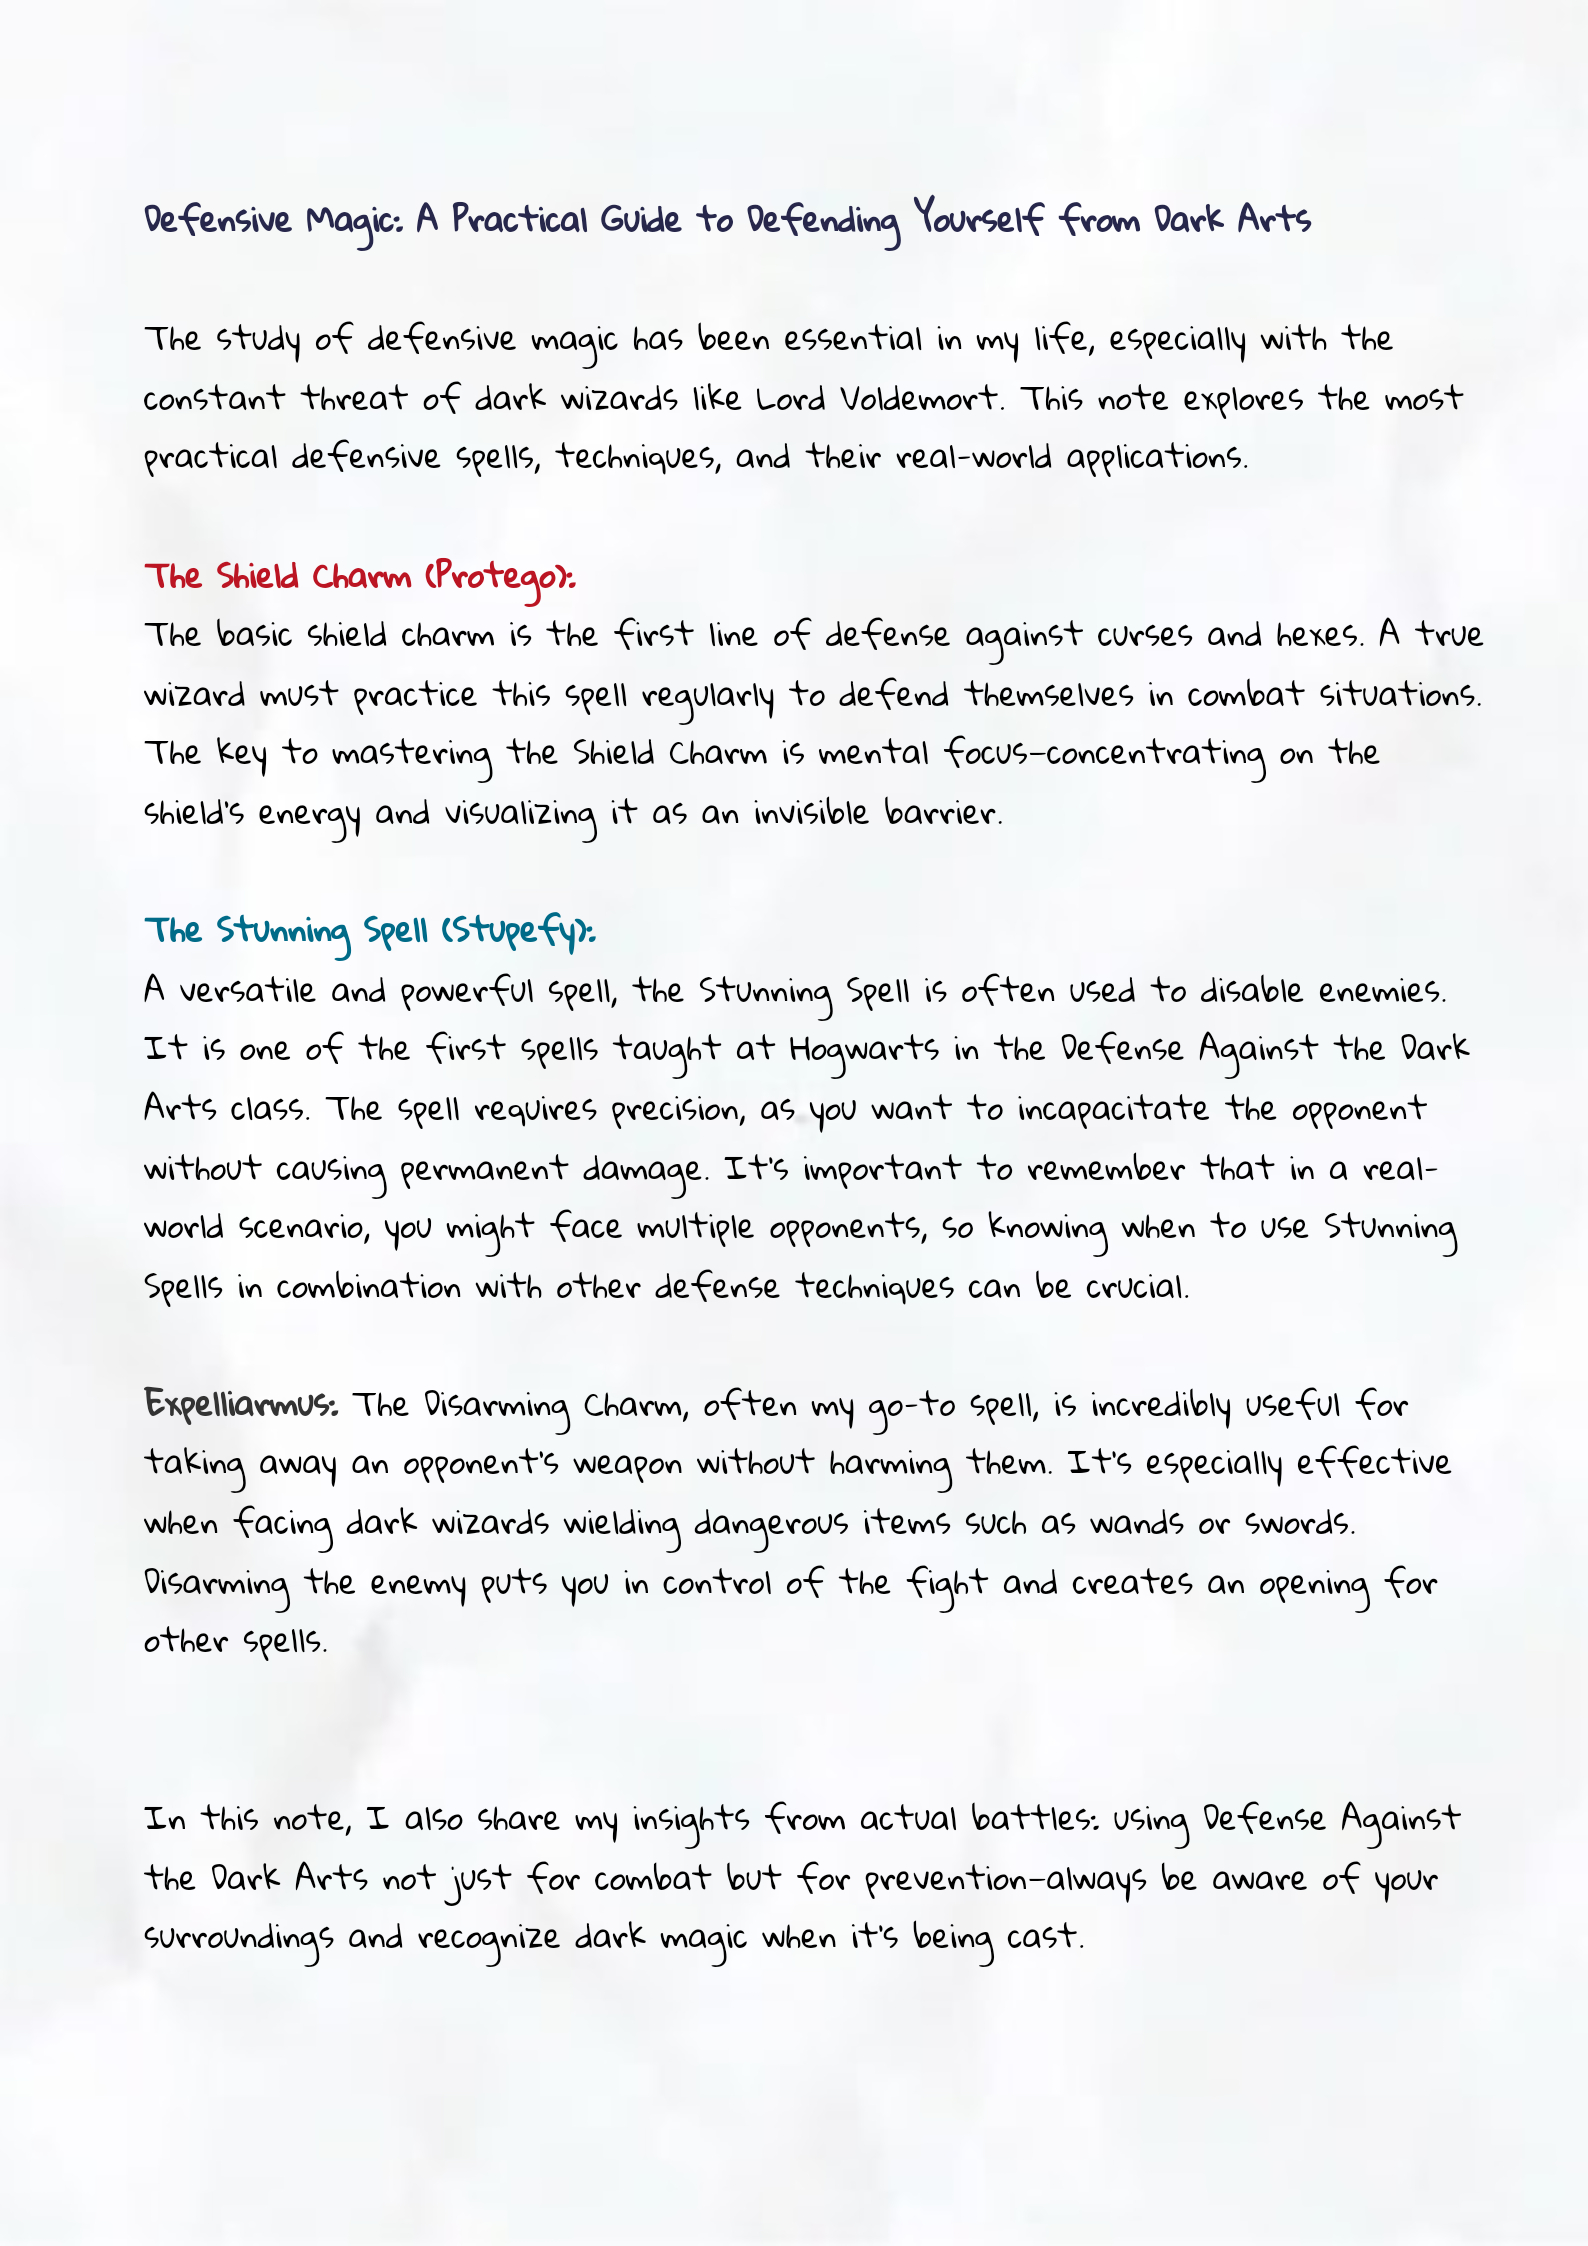 Defensive Magic: A Practical Guide to Defending Yourself from Dark Arts
The study of defensive magic has been essential in my life, especially with the
constant threat of dark wizards like Lord Voldemort. This note explores the most
practical defensive spells, techniques, and their real-world applications.
The Shield Charm (Protego):
The basic shield charm is the first line of defense against curses and hexes. A true
wizard must practice this spell regularly to defend themselves in combat situations.
The key to mastering the Shield Charm is mental focus—concentrating on the
shield's energy and visualizing it as an invisible barrier.
The Stunning Spell (Stupefy):
A versatile and powerful spell, the Stunning Spell is often used to disable enemies.
It is one of the first spells taught at Hogwarts in the Defense Against the Dark
Arts class. The spell requires precision, as you want to incapacitate the opponent
without causing permanent damage. It's important to remember that in a real-
world scenario, you might face multiple opponents, so knowing when to use Stunning
Spells in combination with other defense techniques can be crucial.
Expelliarmus: The Disarming Charm, often my go-to spell, is incredibly useful for
taking away an opponent's weapon without harming them. It's especially effective
when facing dark wizards wielding dangerous items such as wands or swords.
Disarming the enemy puts you in control of the fight and creates an opening for
other spells.
In this note, I also share my insights from actual battles: using Defense Against
the Dark Arts not just for combat but for prevention—always be aware of your
surroundings and recognize dark magic when it's being cast.